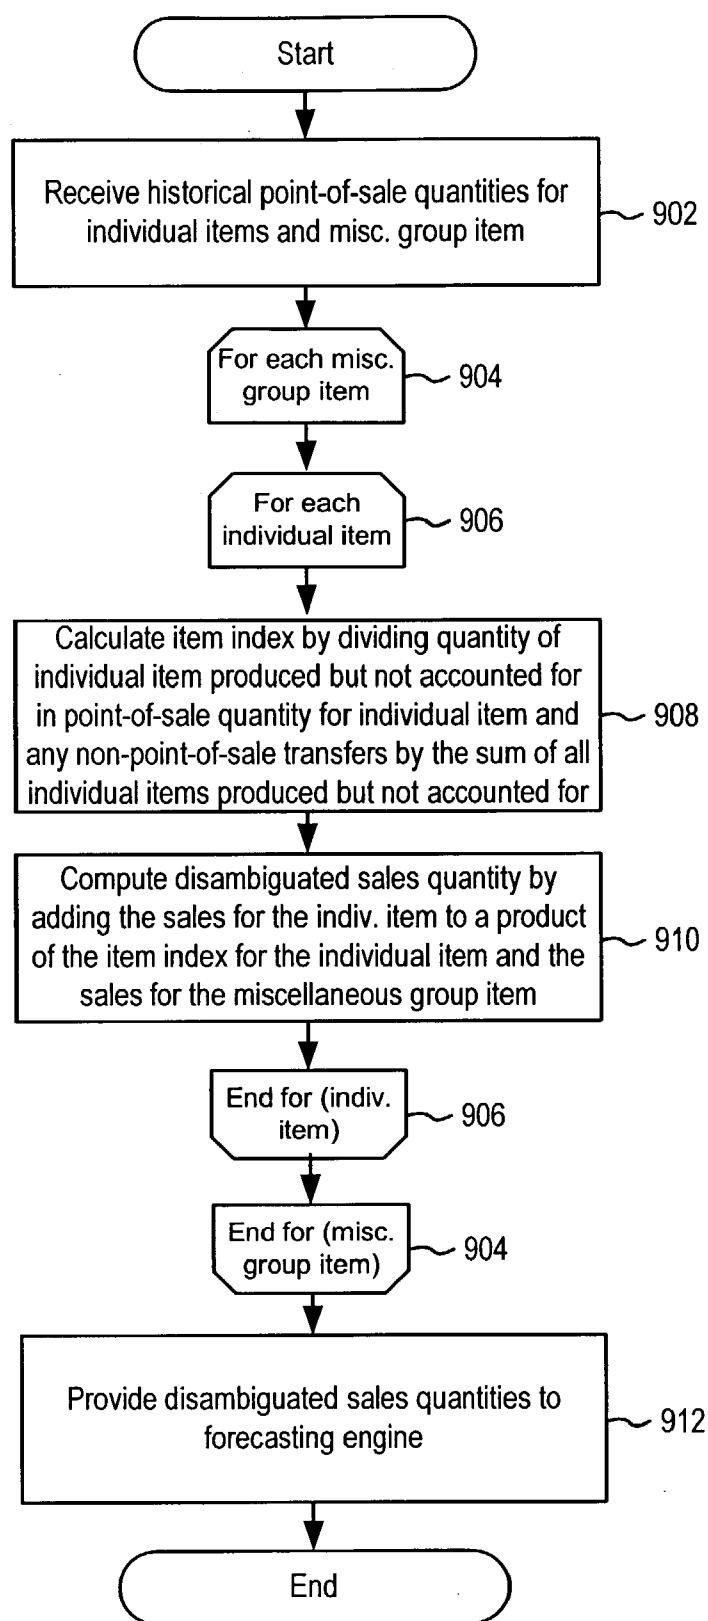 Start
Receive historical point-of-sale quantities for
individual items and misc. group item
902
For each misc.
group item
904
For each
individual item
906
Calculate item index by dividing quantity of
individual item produced but not accounted for
in point-of-sale quantity for individual item and
any non-point-of-sale transfers by the sum of all
individual items produced but not accounted for
908
Compute disambiguated sales quantity by
adding the sales for the indiv. item to a product
of the item index for the individual item and the
sales for the miscellaneous group item
910
End for (indiv.
item)
906
End for (misc.
group item)
904
Provide disambiguated sales quantities to
forecasting engine
912
End